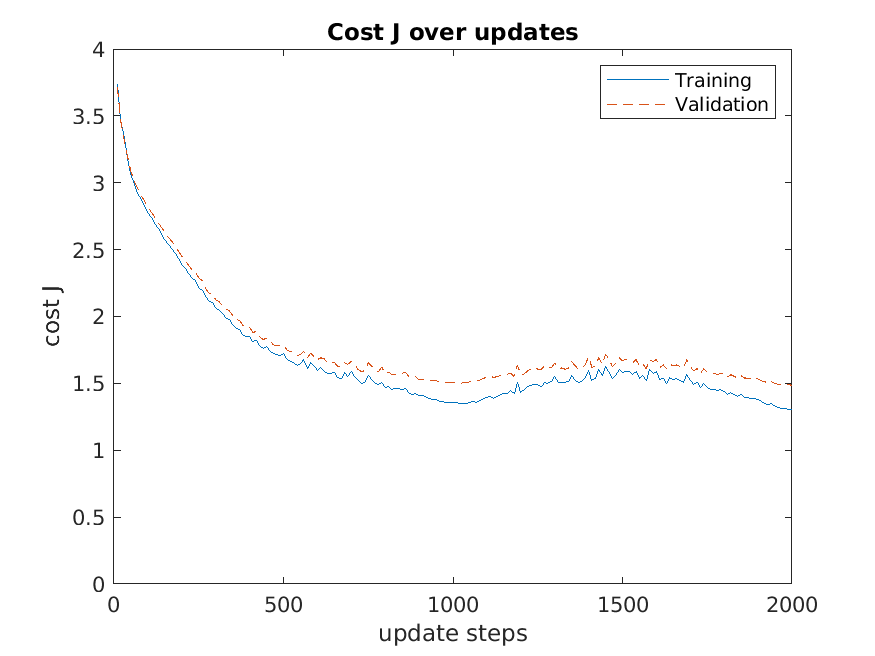 Cost J over updates
4
3.5
3
2.5
2
1.5
1
0.5
0
cost J
Training
Validation
0 500 1000 1500 2000
update steps